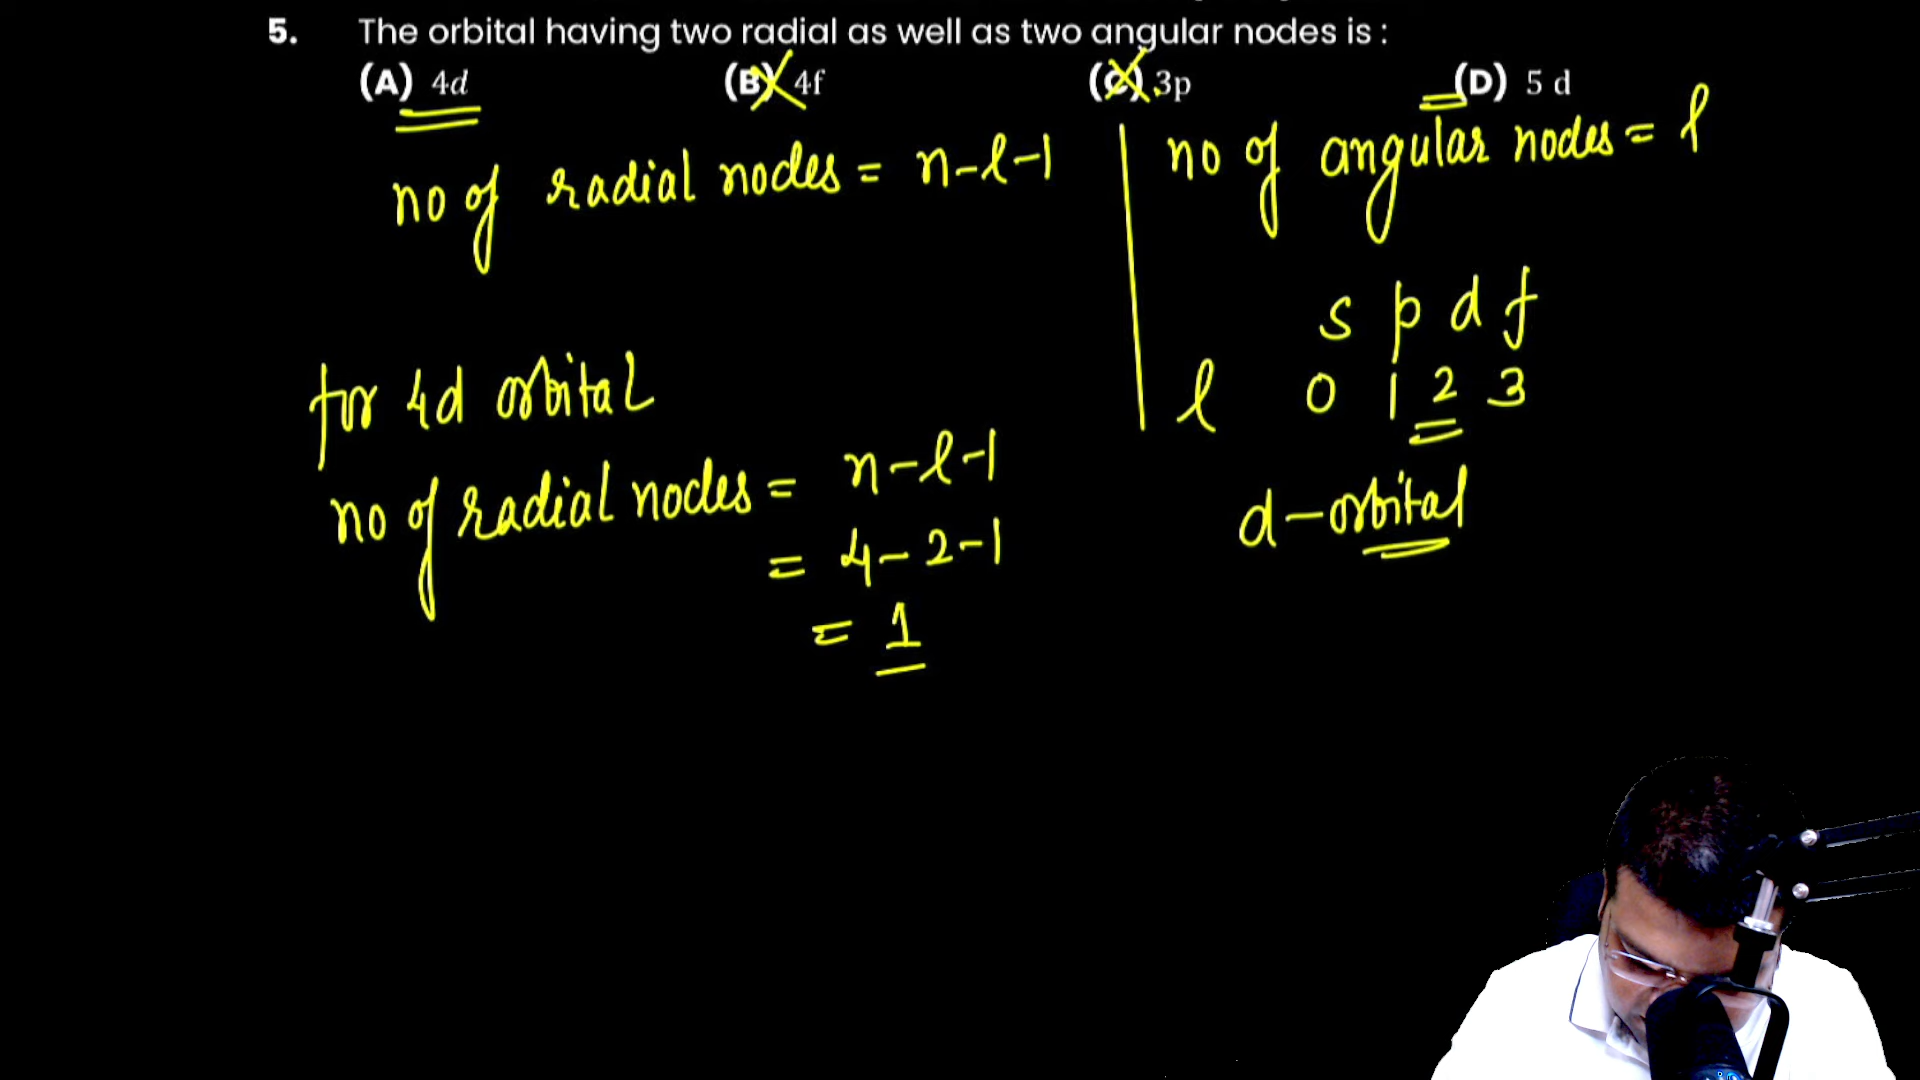 5. The orbital having two radial as well as two angular nodes is :
(A) 4d (B) 4f (C) 3p (D) 5 d
no of radial nodes = n-l-1
no of angular nodes = l
s p d f
l 0 1 2 3
d-orbital
for 4d orbital
no of radial nodes = n-l-1
= 4-2-1
= 1